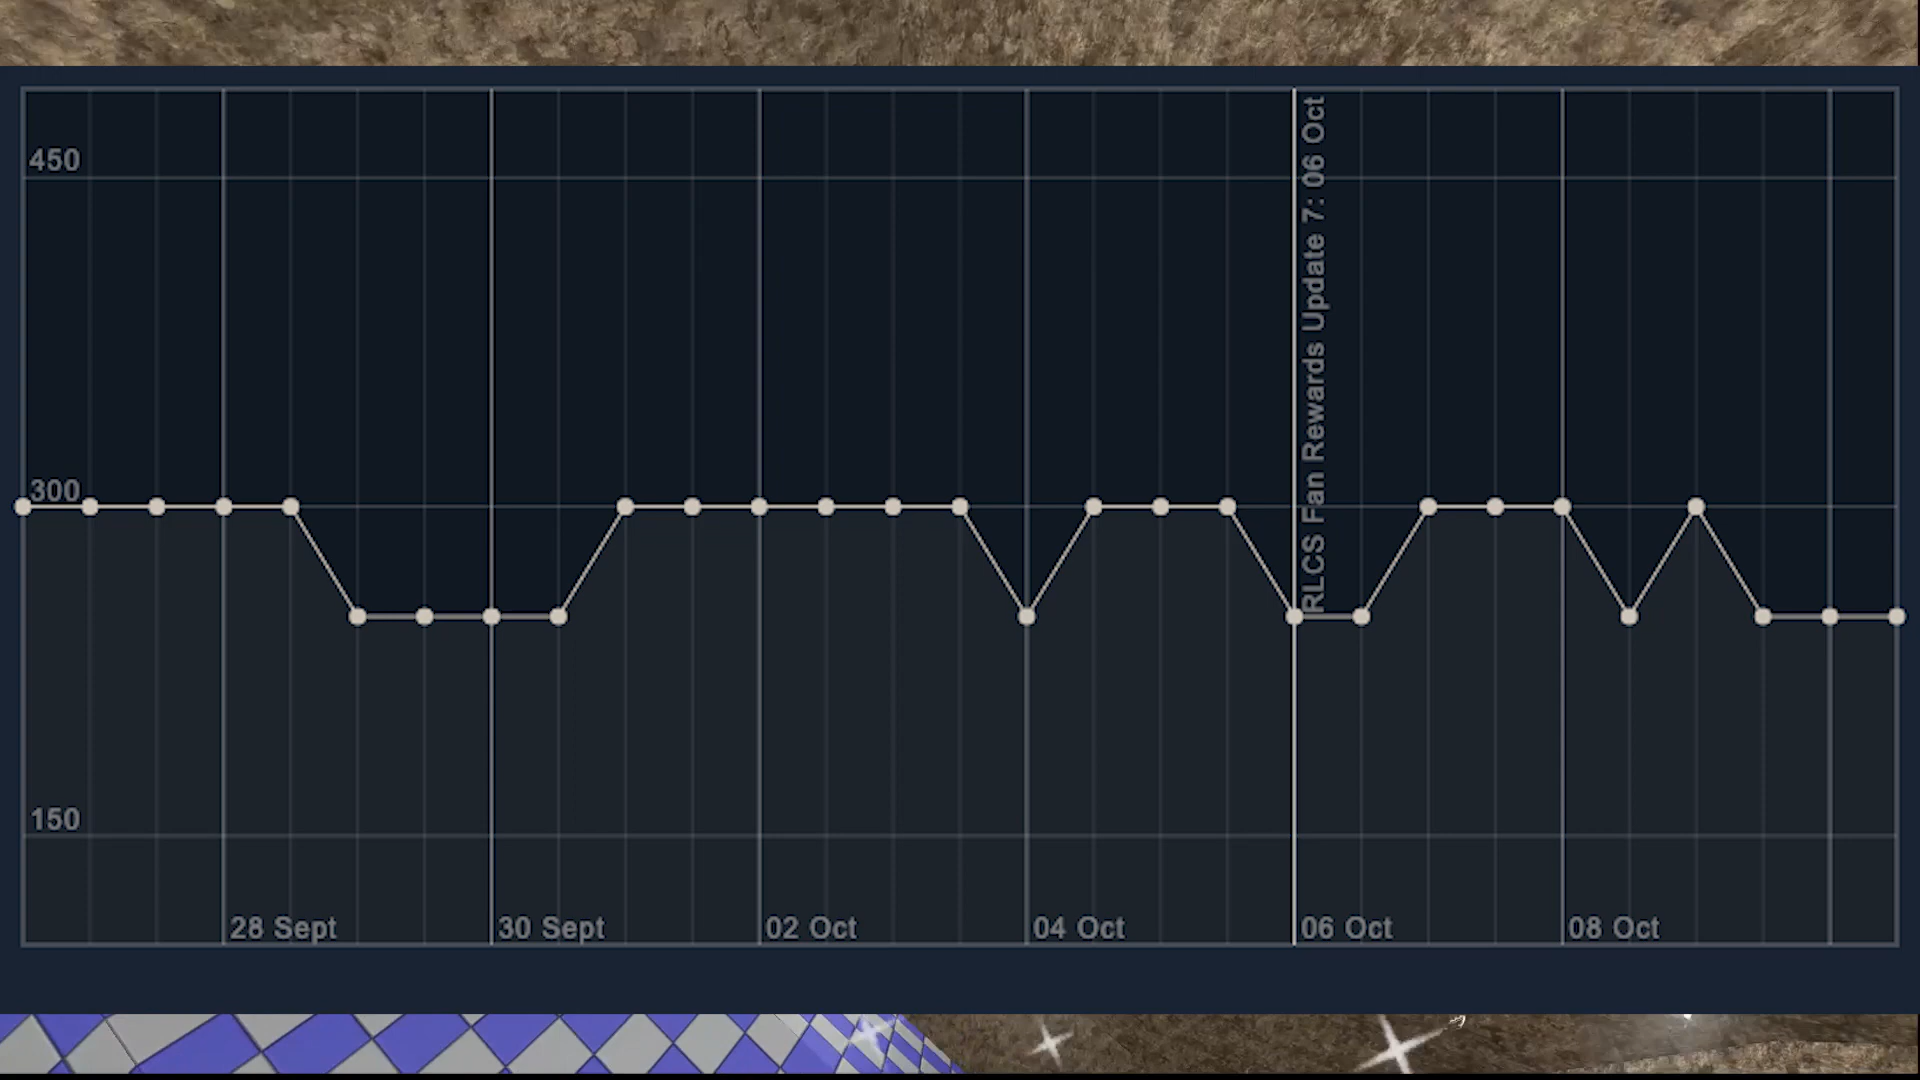 450
300
150
RLCS Fan Rewards Update 7: 06 Oct
28 Sept
30 Sept
02 Oct
04 Oct
06 Oct
08 Oct